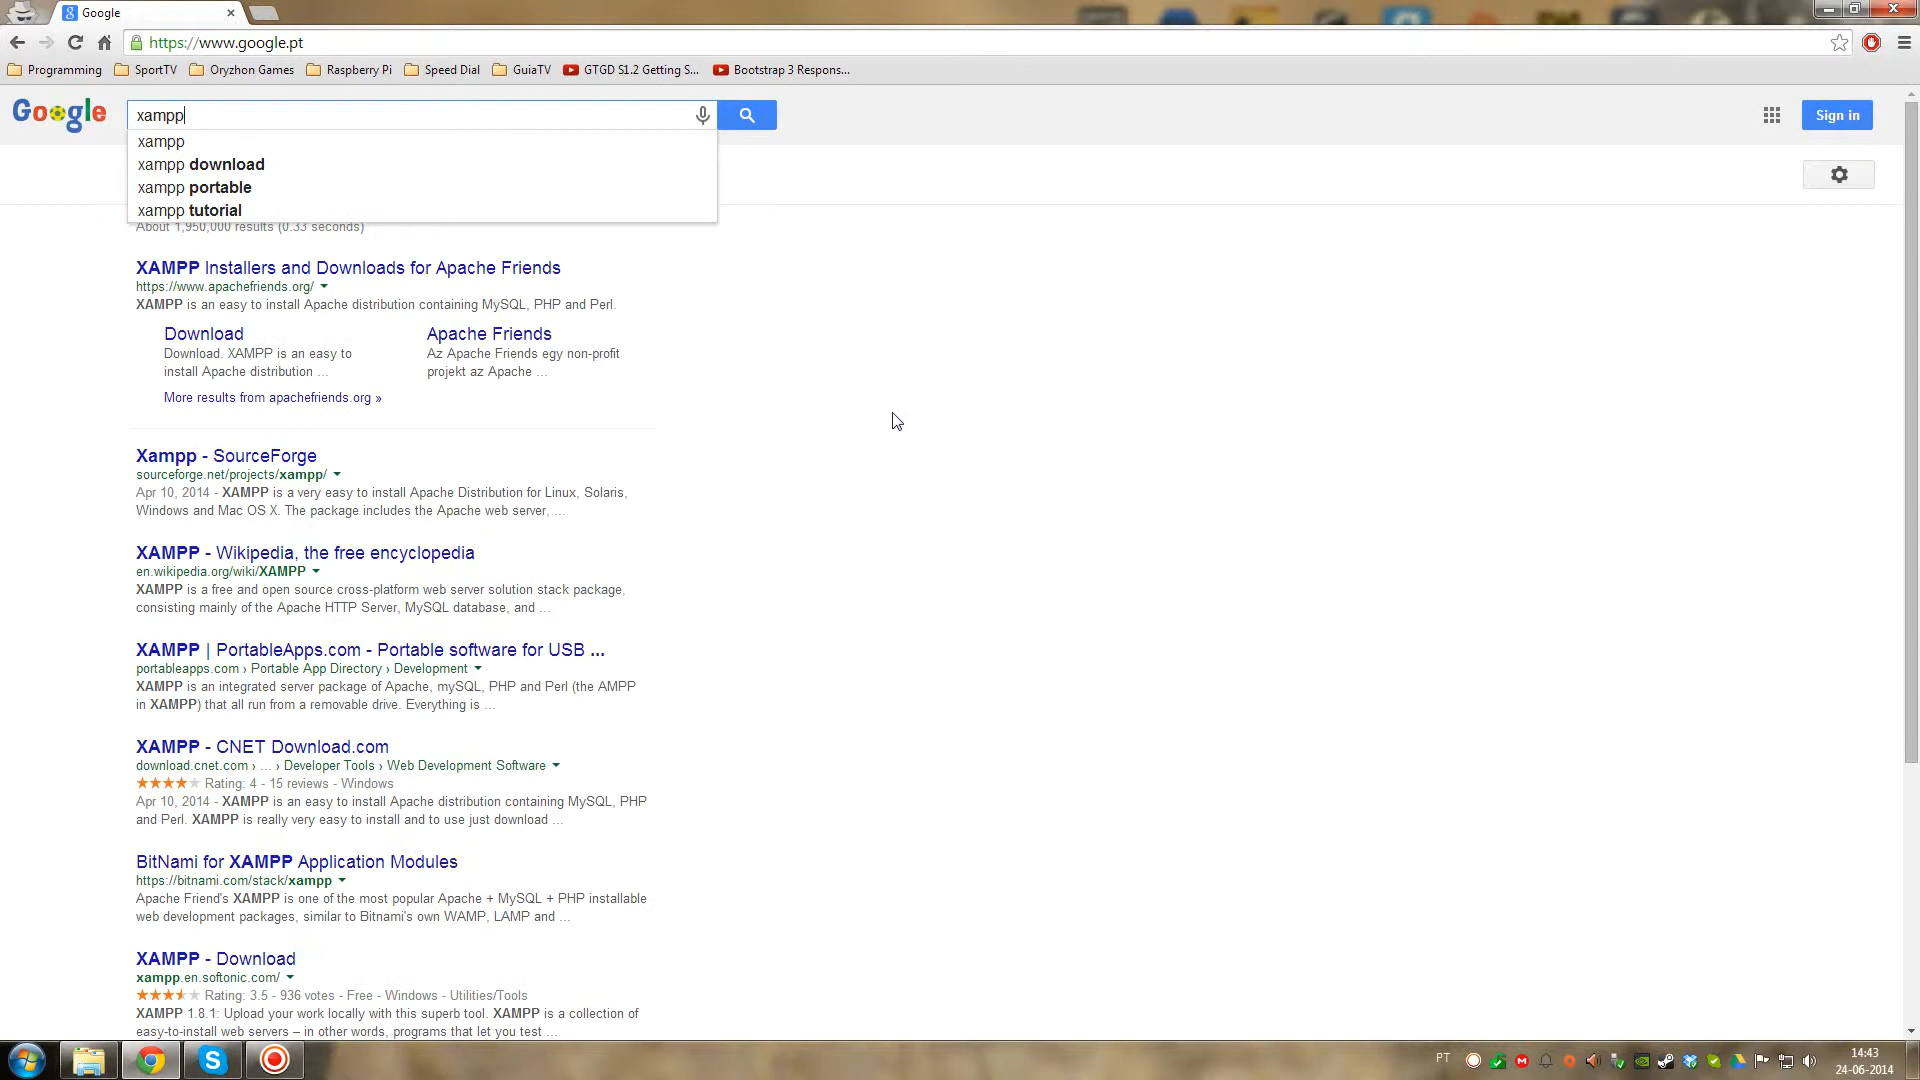 Google
https://www.google.pt
Programming SportTV Oryzhon Games Raspberry Pi Speed Dial GuiaTV GTGD S1.2 Getting S... Bootstrap 3 Respons...
Google xampp Sign in
xampp
xampp download
xampp portable
xampp tutorial
About 1,950,000 results (0.33 seconds)
XAMPP Installers and Downloads for Apache Friends
https://www.apachefriends.org/
XAMPP is an easy to install Apache distribution containing MySQL, PHP and Perl.
Download
Download. XAMPP is an easy to
install Apache distribution ...
Apache Friends
Az Apache Friends egy non-profit
projekt az Apache ...
More results from apachefriends.org »
Xampp - SourceForge
sourceforge.net/projects/xampp/
Apr 10, 2014 - XAMPP is a very easy to install Apache Distribution for Linux, Solaris,
Windows and Mac OS X. The package includes the Apache web server, ...
XAMPP - Wikipedia, the free encyclopedia
en.wikipedia.org/wiki/XAMPP
XAMPP is a free and open source cross-platform web server solution stack package,
consisting mainly of the Apache HTTP Server, MySQL database, and ...
XAMPP | PortableApps.com - Portable software for USB ...
portableapps.com › Portable App Directory › Development
XAMPP is an integrated server package of Apache, mySQL, PHP and Perl (the AMPP
in XAMPP) that all run from a removable drive. Everything is ...
XAMPP - CNET Download.com
download.cnet.com › ... › Developer Tools › Web Development Software
Rating: 4 - 15 reviews - Windows
Apr 10, 2014 - XAMPP is an easy to install Apache distribution containing MySQL, PHP
and Perl. XAMPP is really very easy to install and to use just download ...
BitNami for XAMPP Application Modules
https://bitnami.com/stack/xampp
Apache Friend's XAMPP is one of the most popular Apache + MySQL + PHP installable
web development packages, similar to Bitnami's own WAMP, LAMP and ...
XAMPP - Download
xampp.en.softonic.com/
Rating: 3.5 - 936 votes - Free - Windows - Utilities/Tools
XAMPP 1.8.1: Upload your work locally with this superb tool. XAMPP is a collection of
easy-to-install web servers – in other words, programs that let you test ...
PT
14:43
24-06-2014